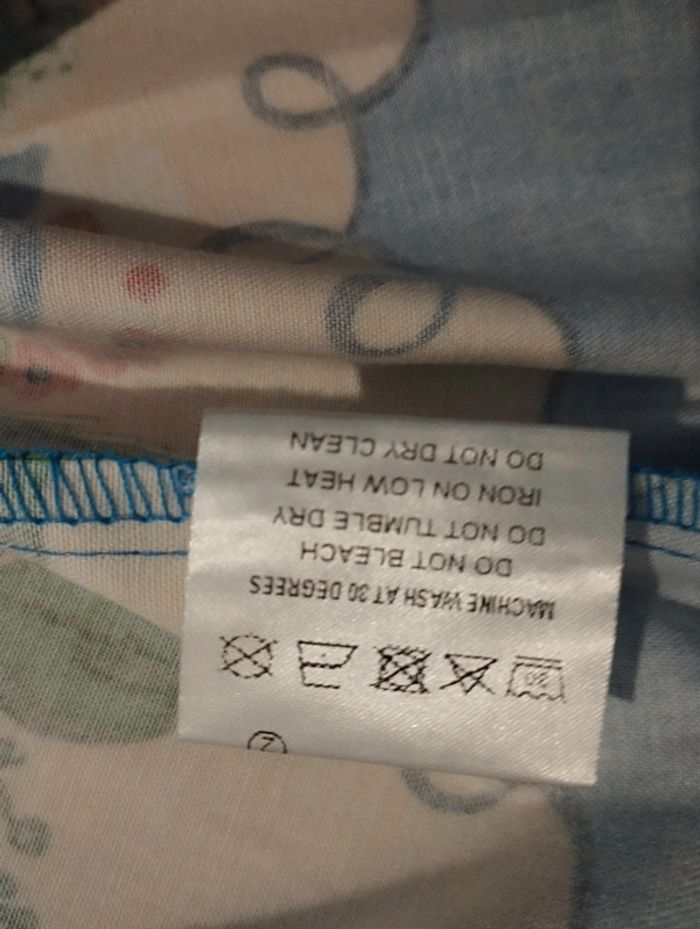 30
MACHINE WASH AT 30 DEGREES
DO NOT BLEACH
DO NOT TUMBLE DRY
IRON ON LOW HEAT
DO NOT DRY CLEAN